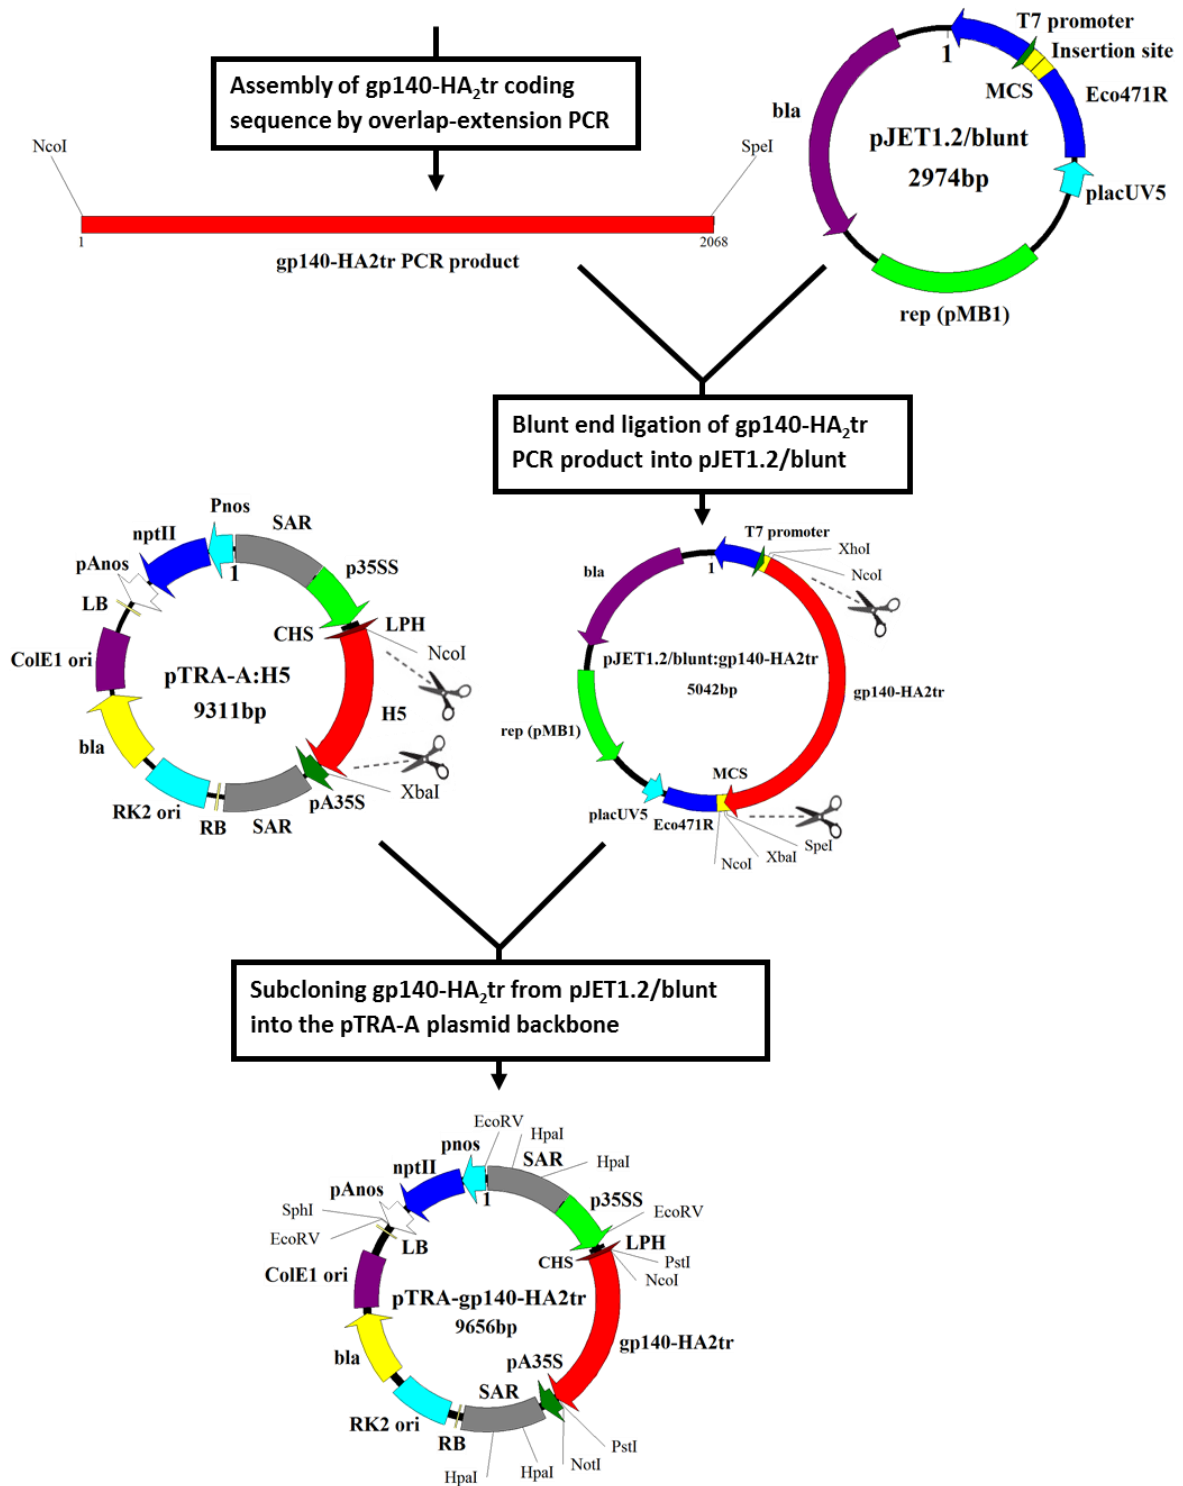 Assembly of gp140-HA₂tr coding
sequence by overlap-extension PCR
NcoI
SpeI
1
2068
gp140-HA2tr PCR product
T7 promoter
Insertion site
1
MCS
Eco471R
bla
pJET1.2/blunt
2974bp
placUV5
rep (pMB1)
Blunt end ligation of gp140-HA₂tr
PCR product into pJET1.2/blunt
Pnos
SAR
nptII
pAnos
1
p35SS
LB
CHS
LPH
NcoI
ColE1 ori
pTRA-A:H5
9311bp
H5
bla
XbaI
pA35S
RK2 ori
RB
SAR
T7 promoter
XhoI
1
NcoI
bla
pJET1.2/blunt:gp140-HA2tr
5042bp
gp140-HA2tr
rep (pMB1)
MCS
placUV5
Eco471R
SpeI
XbaI
NcoI
Subcloning gp140-HA₂tr from pJET1.2/blunt
into the pTRA-A plasmid backbone
EcoRV
HpaI
pnos
SAR
HpaI
nptII
pAnos
1
p35SS
SphI
EcoRV
EcoRV
LB
LPH
CHS
PstI
ColE1 ori
NcoI
pTRA-gp140-HA2tr
9656bp
gp140-HA2tr
bla
pA35S
SAR
RK2 ori
RB
PstI
NotI
HpaI
HpaI